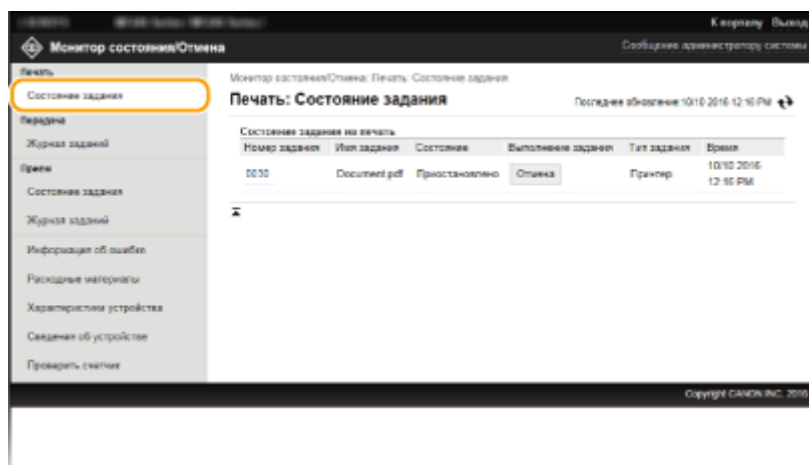 К порталу Выход
Монитор состояния/Отмена
Сообщение администратору системы
Печать
Состояние задания
Передача
Журнал заданий
Прием
Состояние задания
Журнал заданий
Информация об ошибке
Расходные материалы
Характеристики устройства
Сведения об устройстве
Проверить счетчик
Монитор состояния/Отмена: Печать: Состояние задания
Печать: Состояние задания
Последнее обновление: 10/10 2016 12:16 PM
Состояние задания на печать
Номер задания Имя задания Состояние Выполнение задания Тип задания Время
0030 Document.pdf Приостановлено Отмена Принтер 10/10 2016
12:16 PM
Copyright CANON INC. 2016